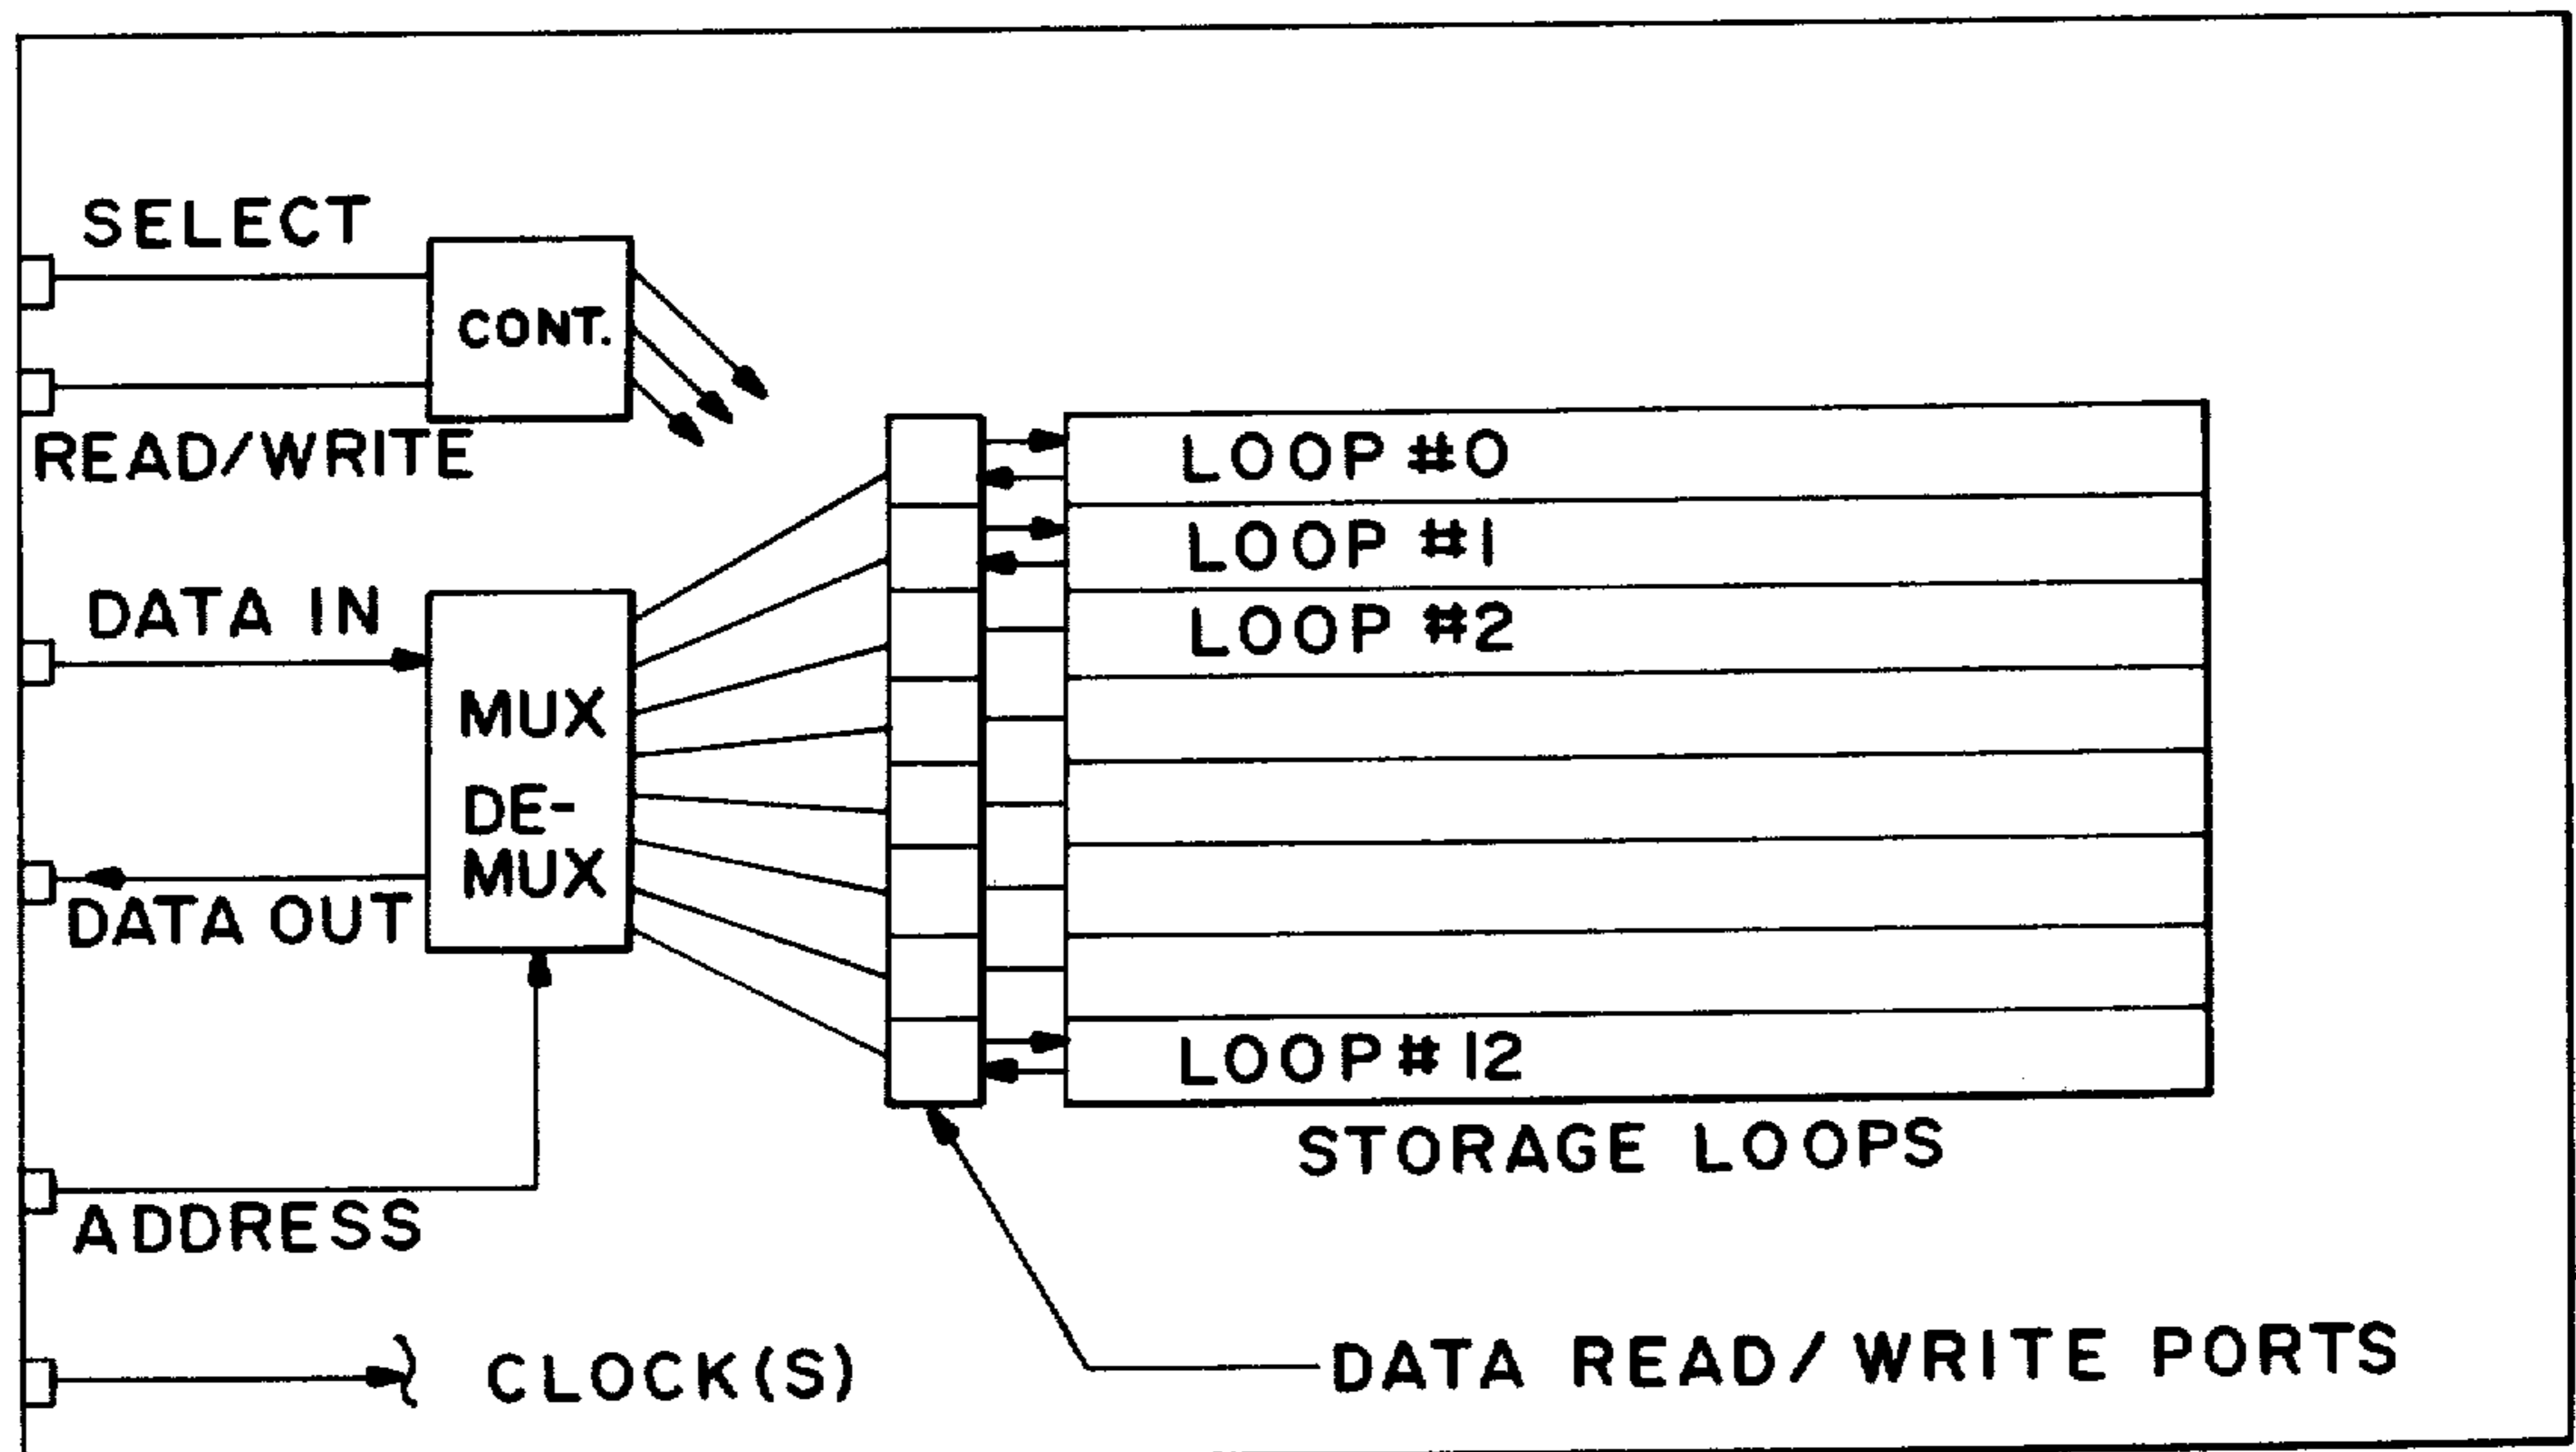 SELECT
CONT.
READ/WRITE
LOOP #0
LOOP #1
DATA IN
LOOP #2
MUX
DE-
MUX
DATA OUT
LOOP# 12
STORAGE LOOPS
ADDRESS
DATA READ/WRITE PORTS
CLOCK(S)